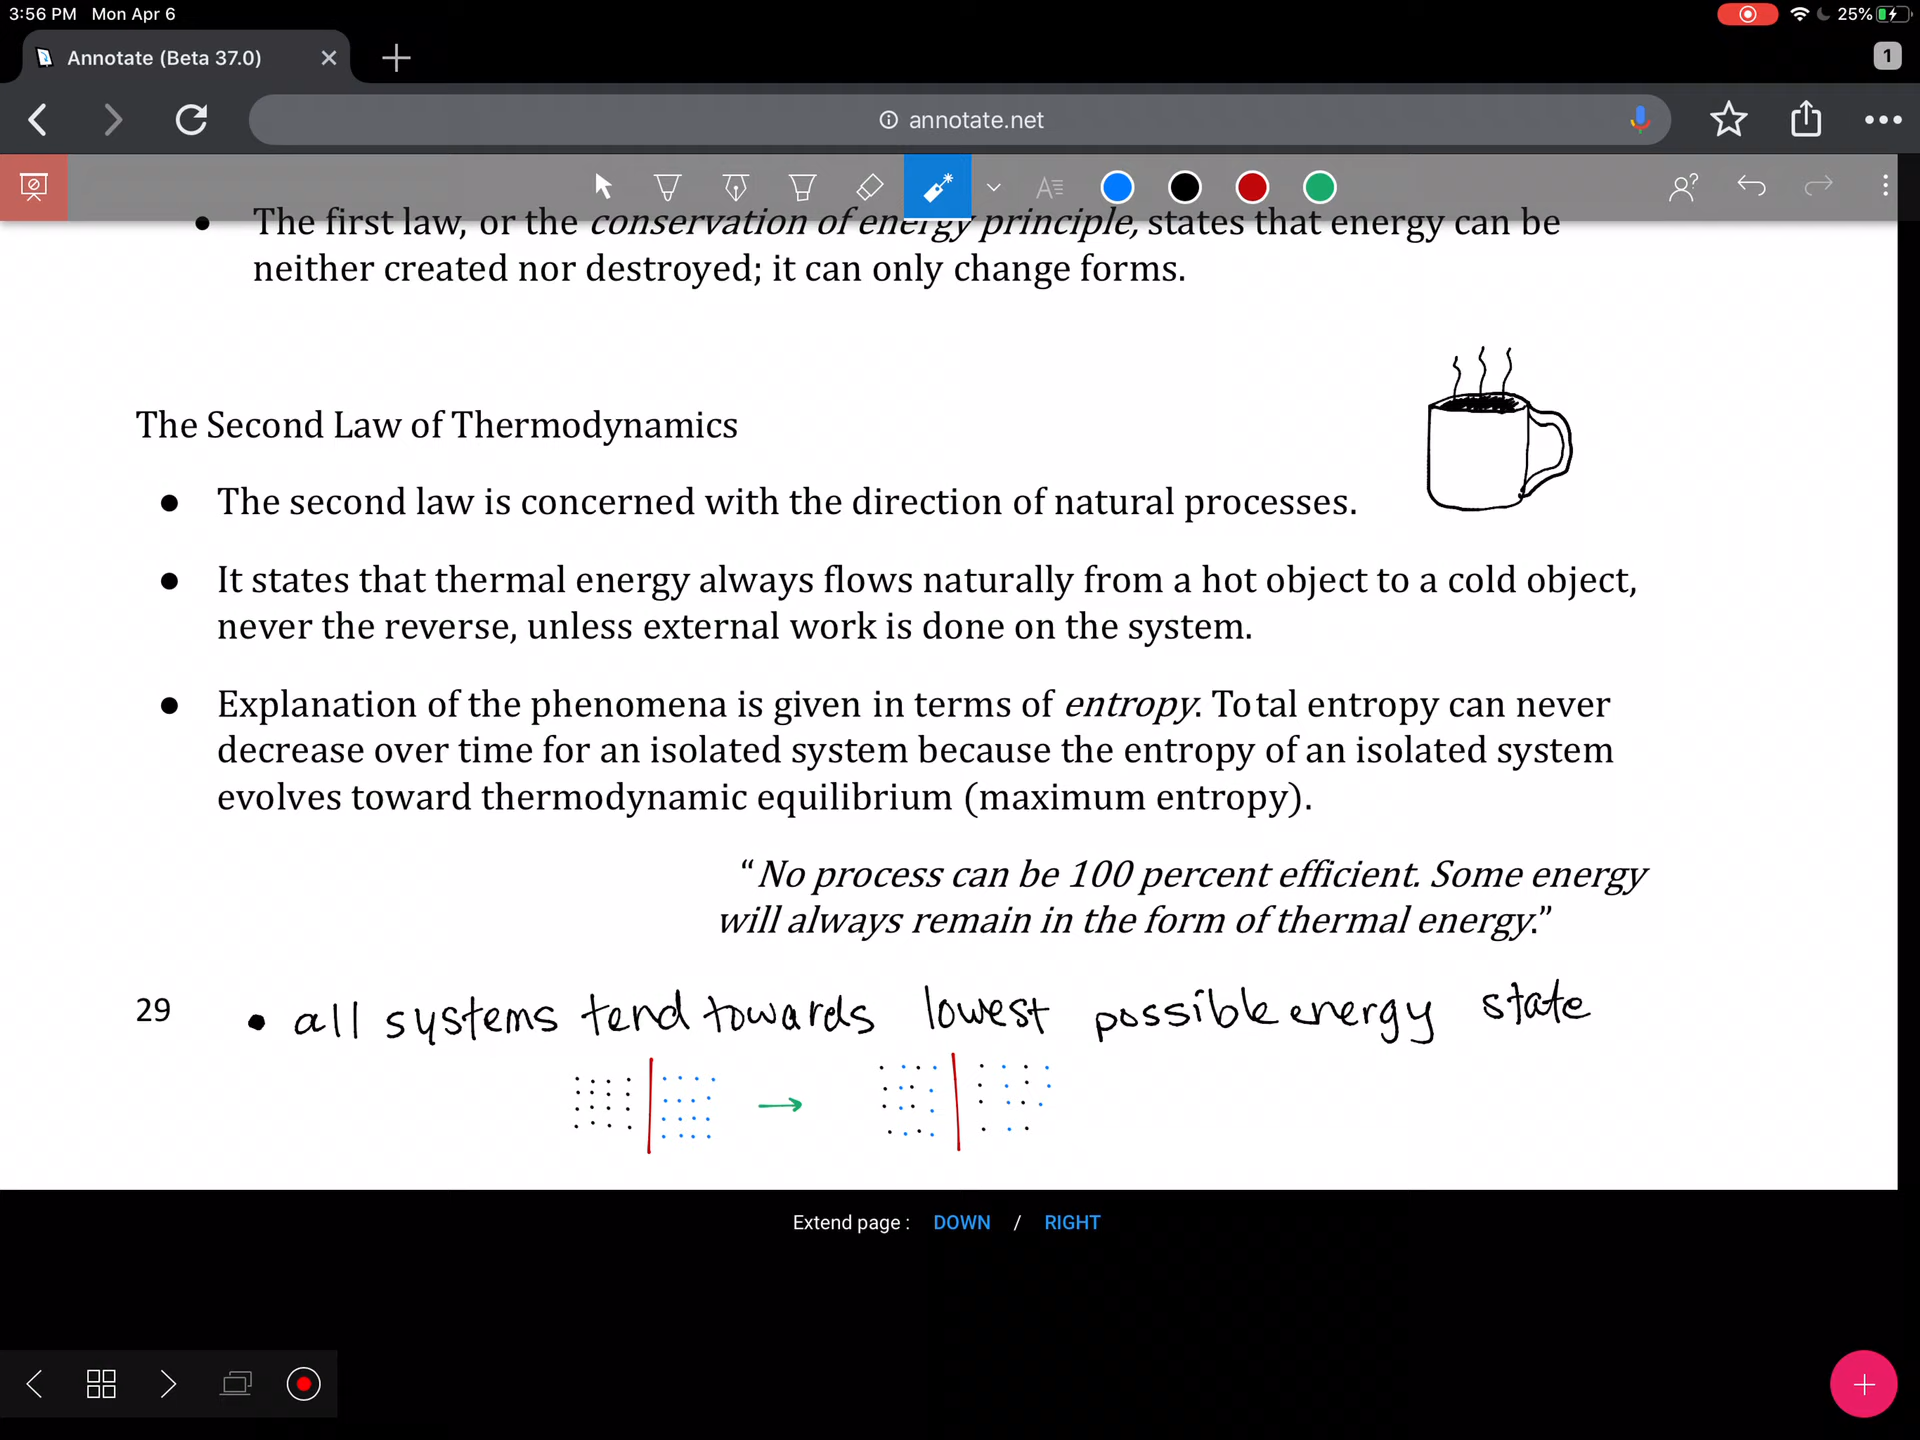 3:56 PM Mon Apr 6
25%
Annotate (Beta 37.0)
1
annotate.net
A
• The first law, or the conservation of energy principle, states that energy can be
neither created nor destroyed; it can only change forms.
The Second Law of Thermodynamics
• The second law is concerned with the direction of natural processes.
• It states that thermal energy always flows naturally from a hot object to a cold object,
never the reverse, unless external work is done on the system.
• Explanation of the phenomena is given in terms of entropy. Total entropy can never
decrease over time for an isolated system because the entropy of an isolated system
evolves toward thermodynamic equilibrium (maximum entropy).
“No process can be 100 percent efficient. Some energy
will always remain in the form of thermal energy.”
29 • all systems tend towards lowest possible energy state
Extend page : DOWN / RIGHT